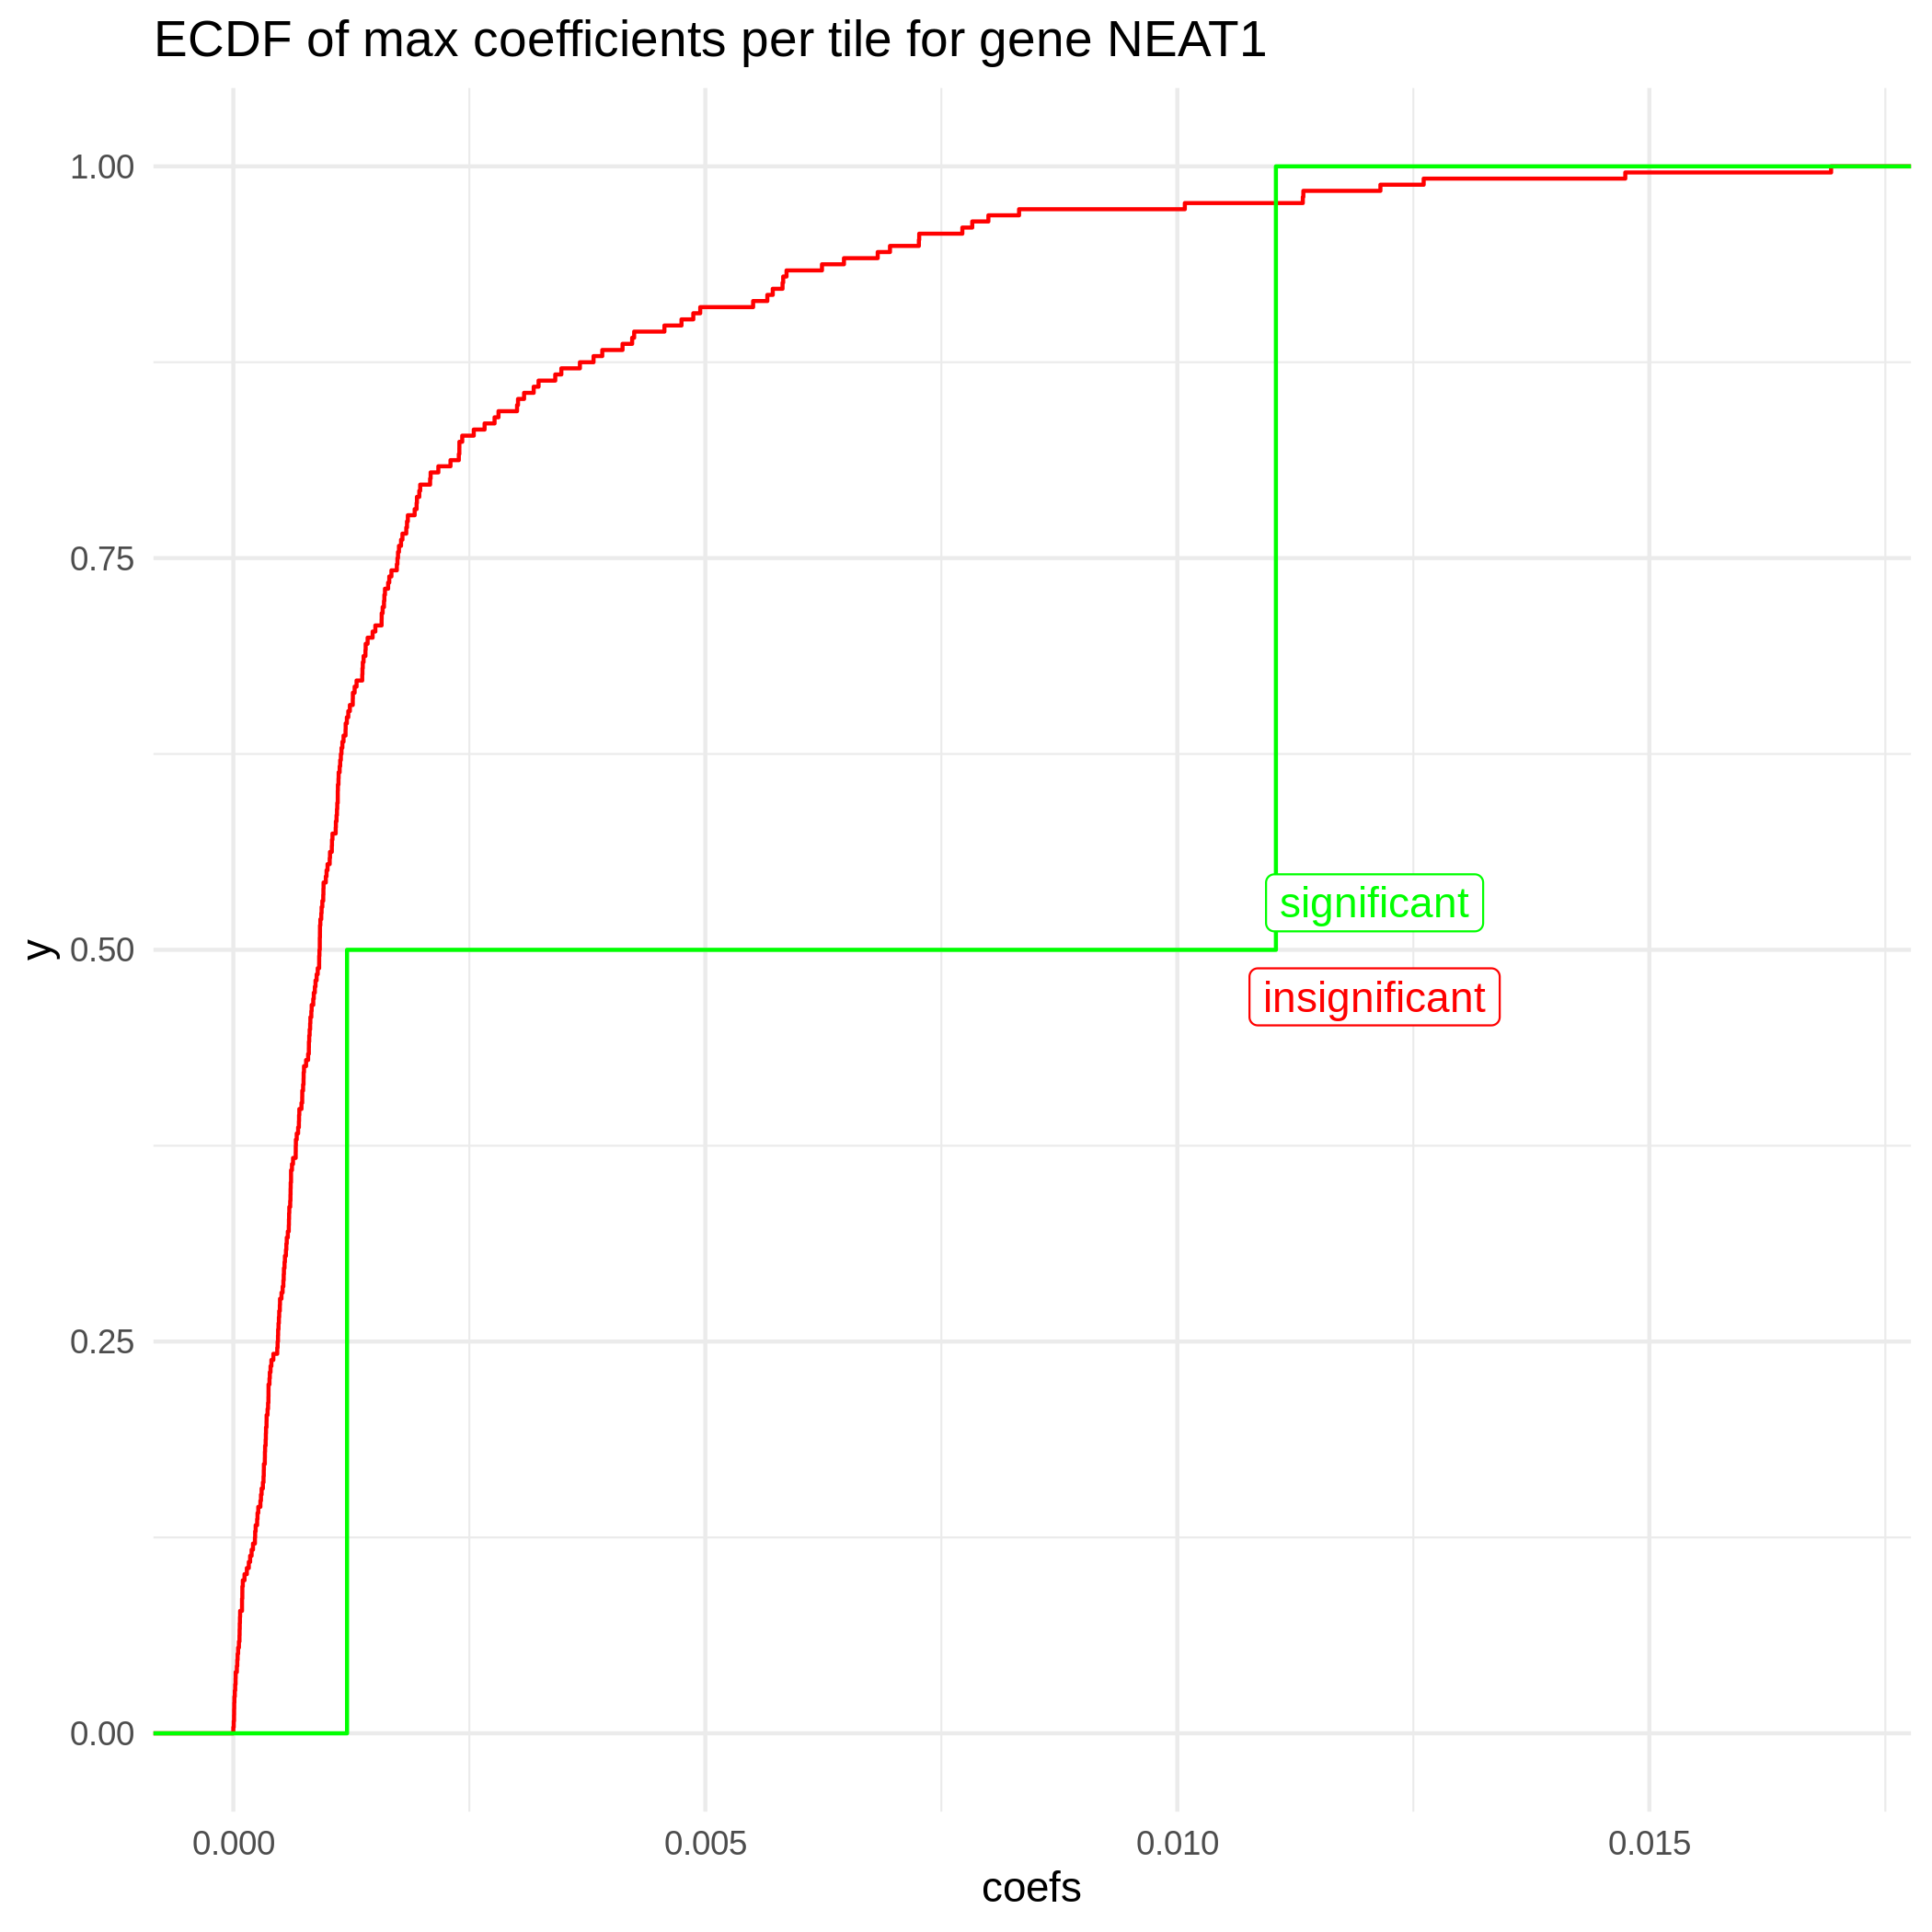 ECDF of max coefficients per tile for gene NEAT1
1.00
0.75
0.50
0.25
0.00
y
significant
insignificant
0.000 0.005 0.010 0.015
coefs